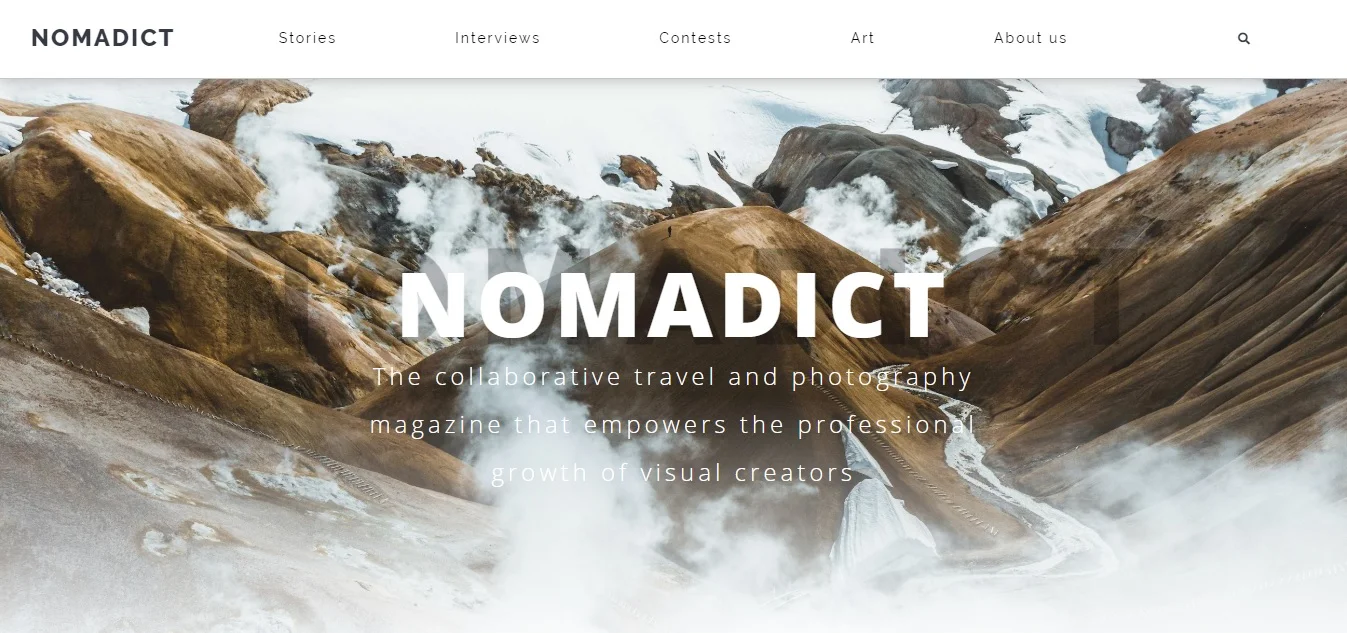 NOMADICT
Stories
Interviews
Contests
Art
About us
NOMADICT
NOMADICT
The collaborative travel and photography
magazine that empowers the professional
growth of visual creators